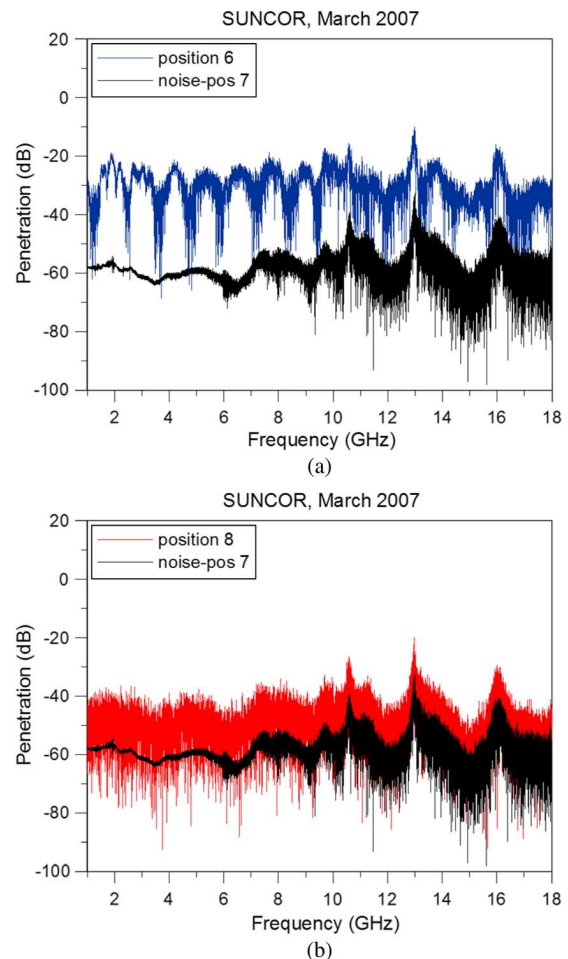 SUNCOR, March 2007
20
position 6
noise-pos 7
0
-20
-40
-60
-80
-100
Penetration (dB)
2 4 6 8 10 12 14 16 18
Frequency (GHz)
(a)
SUNCOR, March 2007
20
position 8
noise-pos 7
0
-20
-40
-60
-80
-100
Penetration (dB)
2 4 6 8 10 12 14 16 18
Frequency (GHz)
(b)